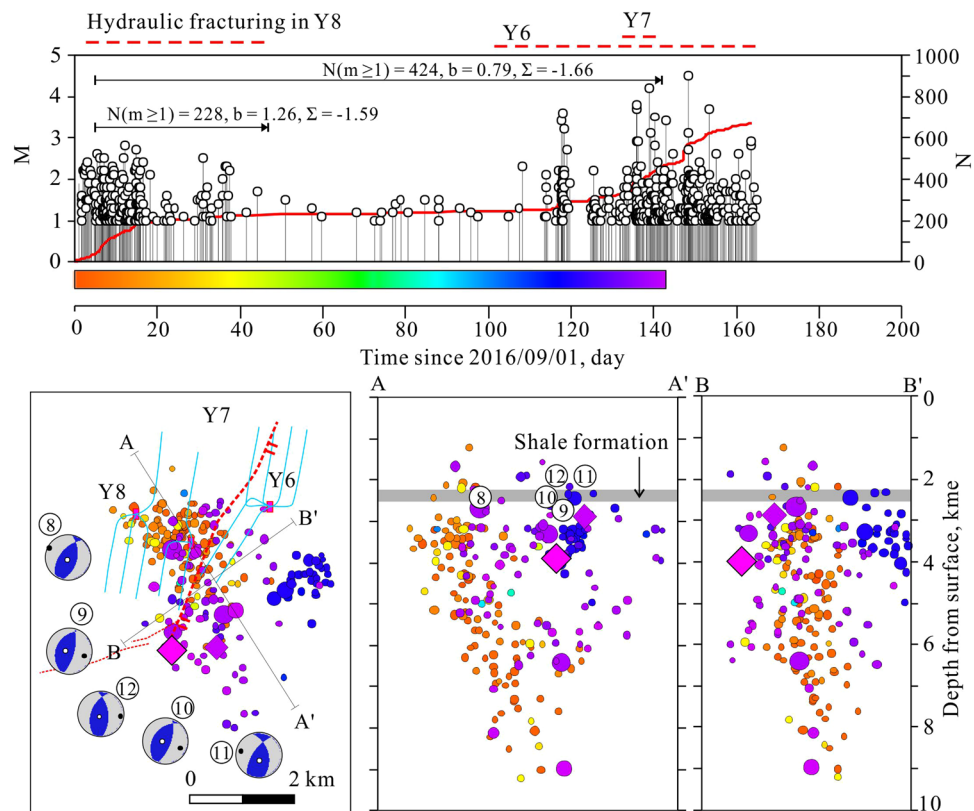 Hydraulic fracturing in Y8
Y6
Y7
5
4
3
2
1
0
M
N(m ≥1) = 424, b = 0.79, Σ = -1.66
N(m ≥1) = 228, b = 1.26, Σ = -1.59
1000
800
600
400
200
0
N
0 20 40 60 80 100 120 140 160 180 200
Time since 2016/09/01, day
Y7
A
Y8
Y6
B'
B
A'
⑧
⑨
⑫
⑩
⑪
0 2 km
A A'
Shale formation
⑧
⑫ ⑪
⑩
⑨
B B'
0
2
4
6
8
10
Depth from surface, kme